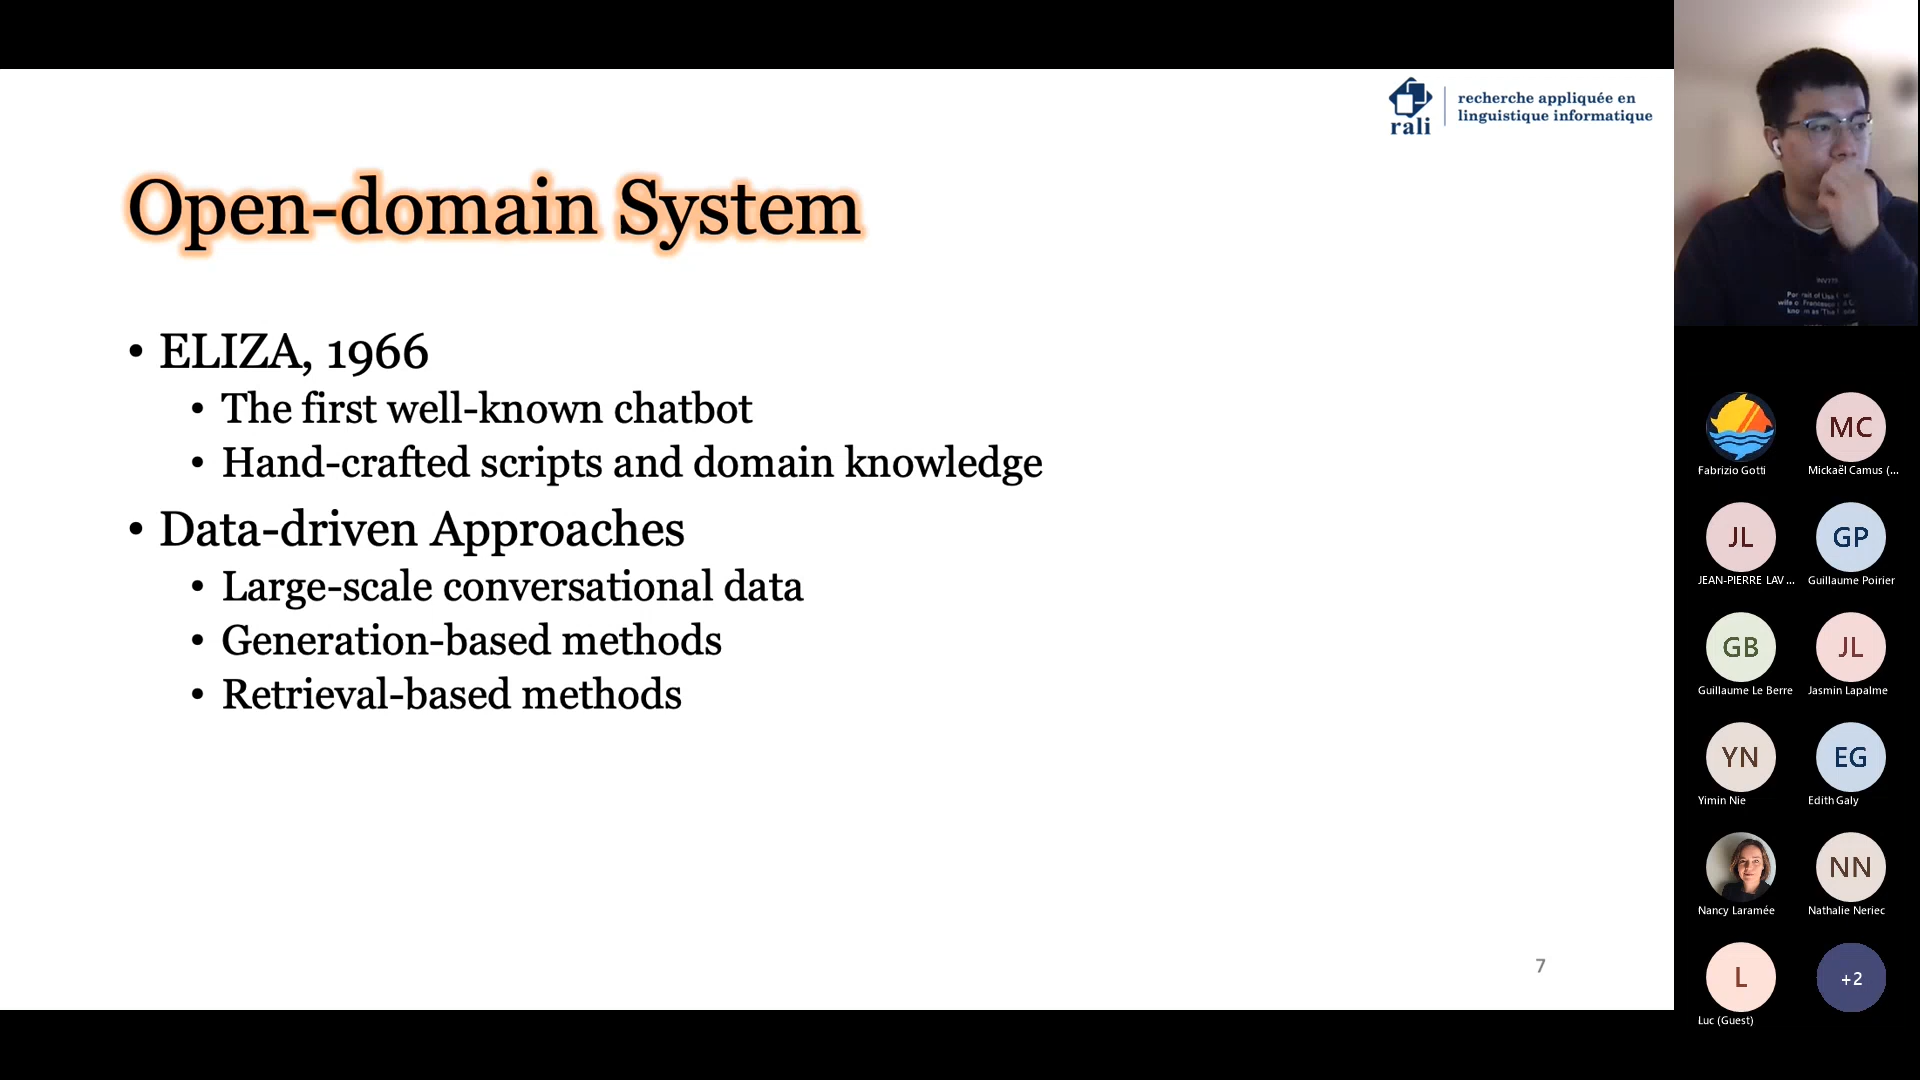 rali
recherche appliquée en
linguistique informatique
Open-domain System
• ELIZA, 1966
• The first well-known chatbot
• Hand-crafted scripts and domain knowledge
• Data-driven Approaches
• Large-scale conversational data
• Generation-based methods
• Retrieval-based methods
7
Fabrizio Gotti
MC
Mickaël Camus (...
JL
JEAN-PIERRE LAV...
GP
Guillaume Poirier
GB
Guillaume Le Berre
JL
Jasmin Lapalme
YN
Yimin Nie
EG
Edith Galy
Nancy Laramée
NN
Nathalie Neriec
L
Luc (Guest)
+2